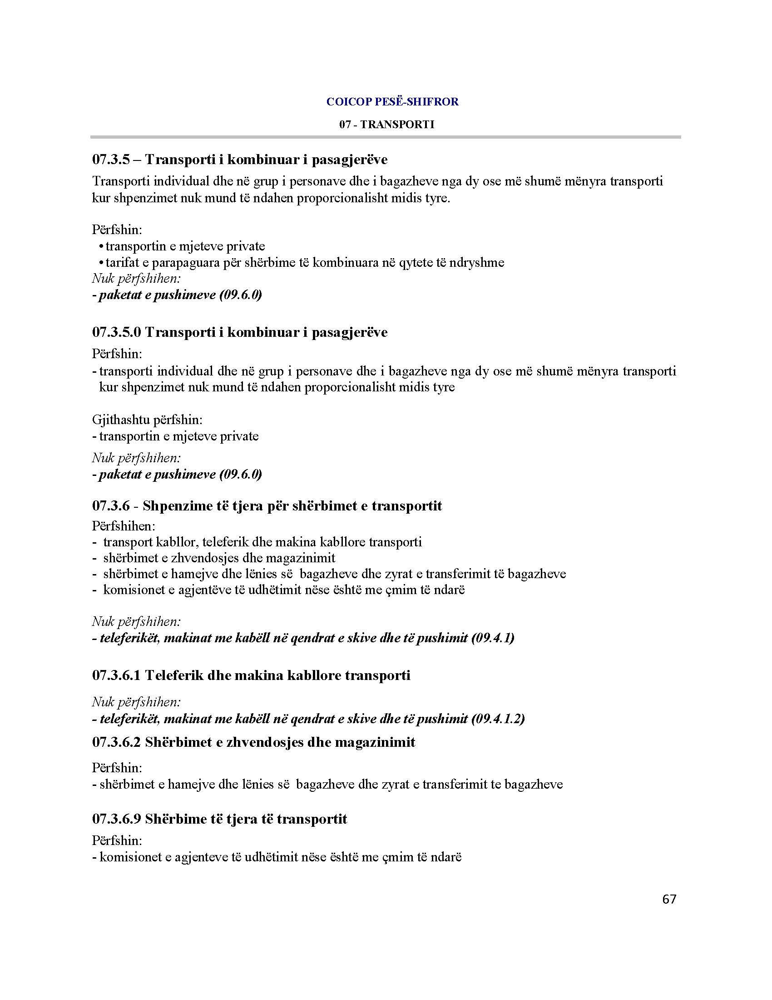 COICOP PESË-SHIFROR
07 - TRANSPORTI
07.3.5 – Transporti i kombinuar i pasagjerëve
Transporti individual dhe në grup i personave dhe i bagazheve nga dy ose më shumë mënyra transporti
kur shpenzimet nuk mund të ndahen proporcionalisht midis tyre.
Përfshin:
• transportin e mjeteve private
• tarifat e parapaguara për shërbime të kombinuara në qytete të ndryshme
Nuk përfshihen:
- paketat e pushimeve (09.6.0)
07.3.5.0 Transporti i kombinuar i pasagjerëve
Përfshin:
- transporti individual dhe në grup i personave dhe i bagazheve nga dy ose më shumë mënyra transporti
kur shpenzimet nuk mund të ndahen proporcionalisht midis tyre
Gjithashtu përfshin:
- transportin e mjeteve private
Nuk përfshihen:
- paketat e pushimeve (09.6.0)
07.3.6 - Shpenzime të tjera për shërbimet e transportit
Përfshihen:
- transport kabllor, teleferik dhe makina kabllore transporti
- shërbimet e zhvendosjes dhe magazinimit
- shërbimet e hamejve dhe lënies së bagazheve dhe zyrat e transferimit të bagazheve
- komisionet e agjentëve të udhëtimit nëse është me çmim të ndarë
Nuk përfshihen:
- teleferikët, makinat me kabëll në qendrat e skive dhe të pushimit (09.4.1)
07.3.6.1 Teleferik dhe makina kabllore transporti
Nuk përfshihen:
- teleferikët, makinat me kabëll në qendrat e skive dhe të pushimit (09.4.1.2)
07.3.6.2 Shërbimet e zhvendosjes dhe magazinimit
Përfshin:
- shërbimet e hamejve dhe lënies së bagazheve dhe zyrat e transferimit te bagazheve
07.3.6.9 Shërbime të tjera të transportit
Përfshin:
- komisionet e agjenteve të udhëtimit nëse është me çmim të ndarë
67